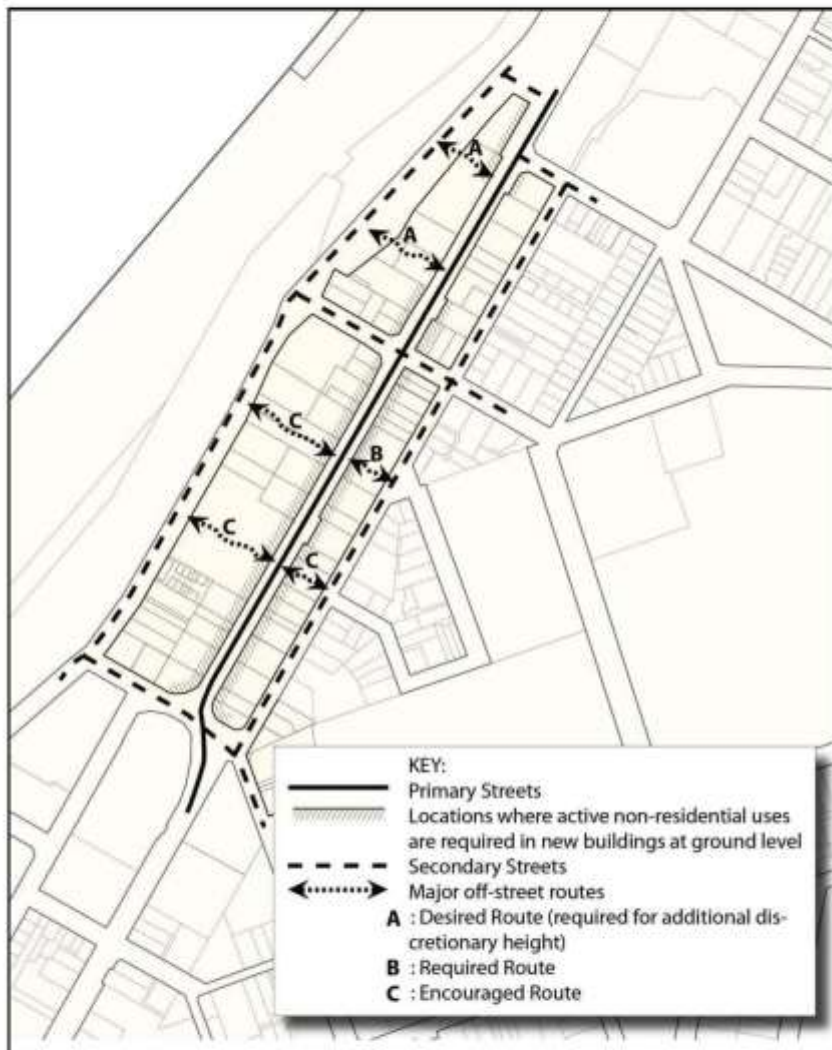 A
A
C
B
C
C
KEY:
Primary Streets
Locations where active non-residential uses
are required in new buildings at ground level
Secondary Streets
Major off-street routes
A : Desired Route (required for additional dis-
cretionary height)
B : Required Route
C : Encouraged Route